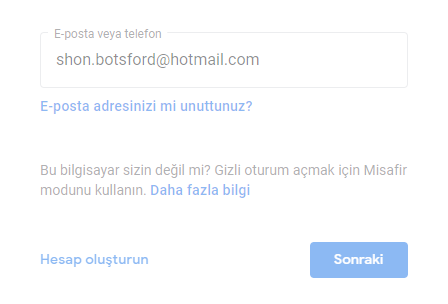 E-posta veya telefon
shon.botsford@hotmail.com
E-posta adresinizi mi unuttunuz?
Bu bilgisayar sizin değil mi? Gizli oturum açmak için Misafir
modunu kullanın. Daha fazla bilgi
Hesap oluşturun
Sonraki